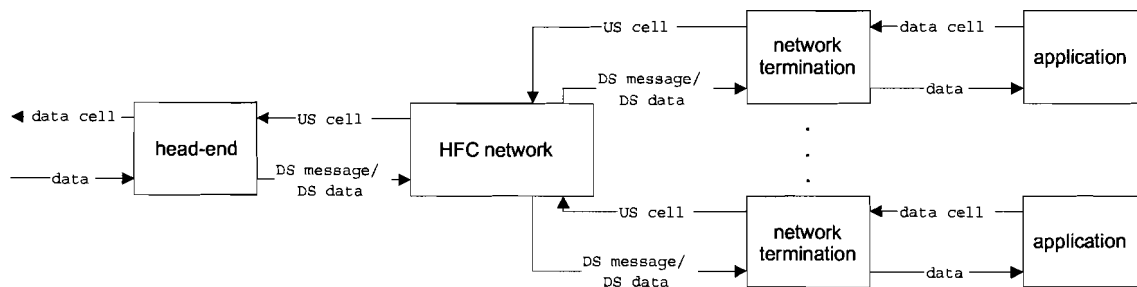 US cell
network
termination
data cell
application
DS message/
DS data
data
data cell
head-end
US cell
HFC network
data
DS message/
DS data
US cell
network
termination
data cell
application
DS message/
DS data
data